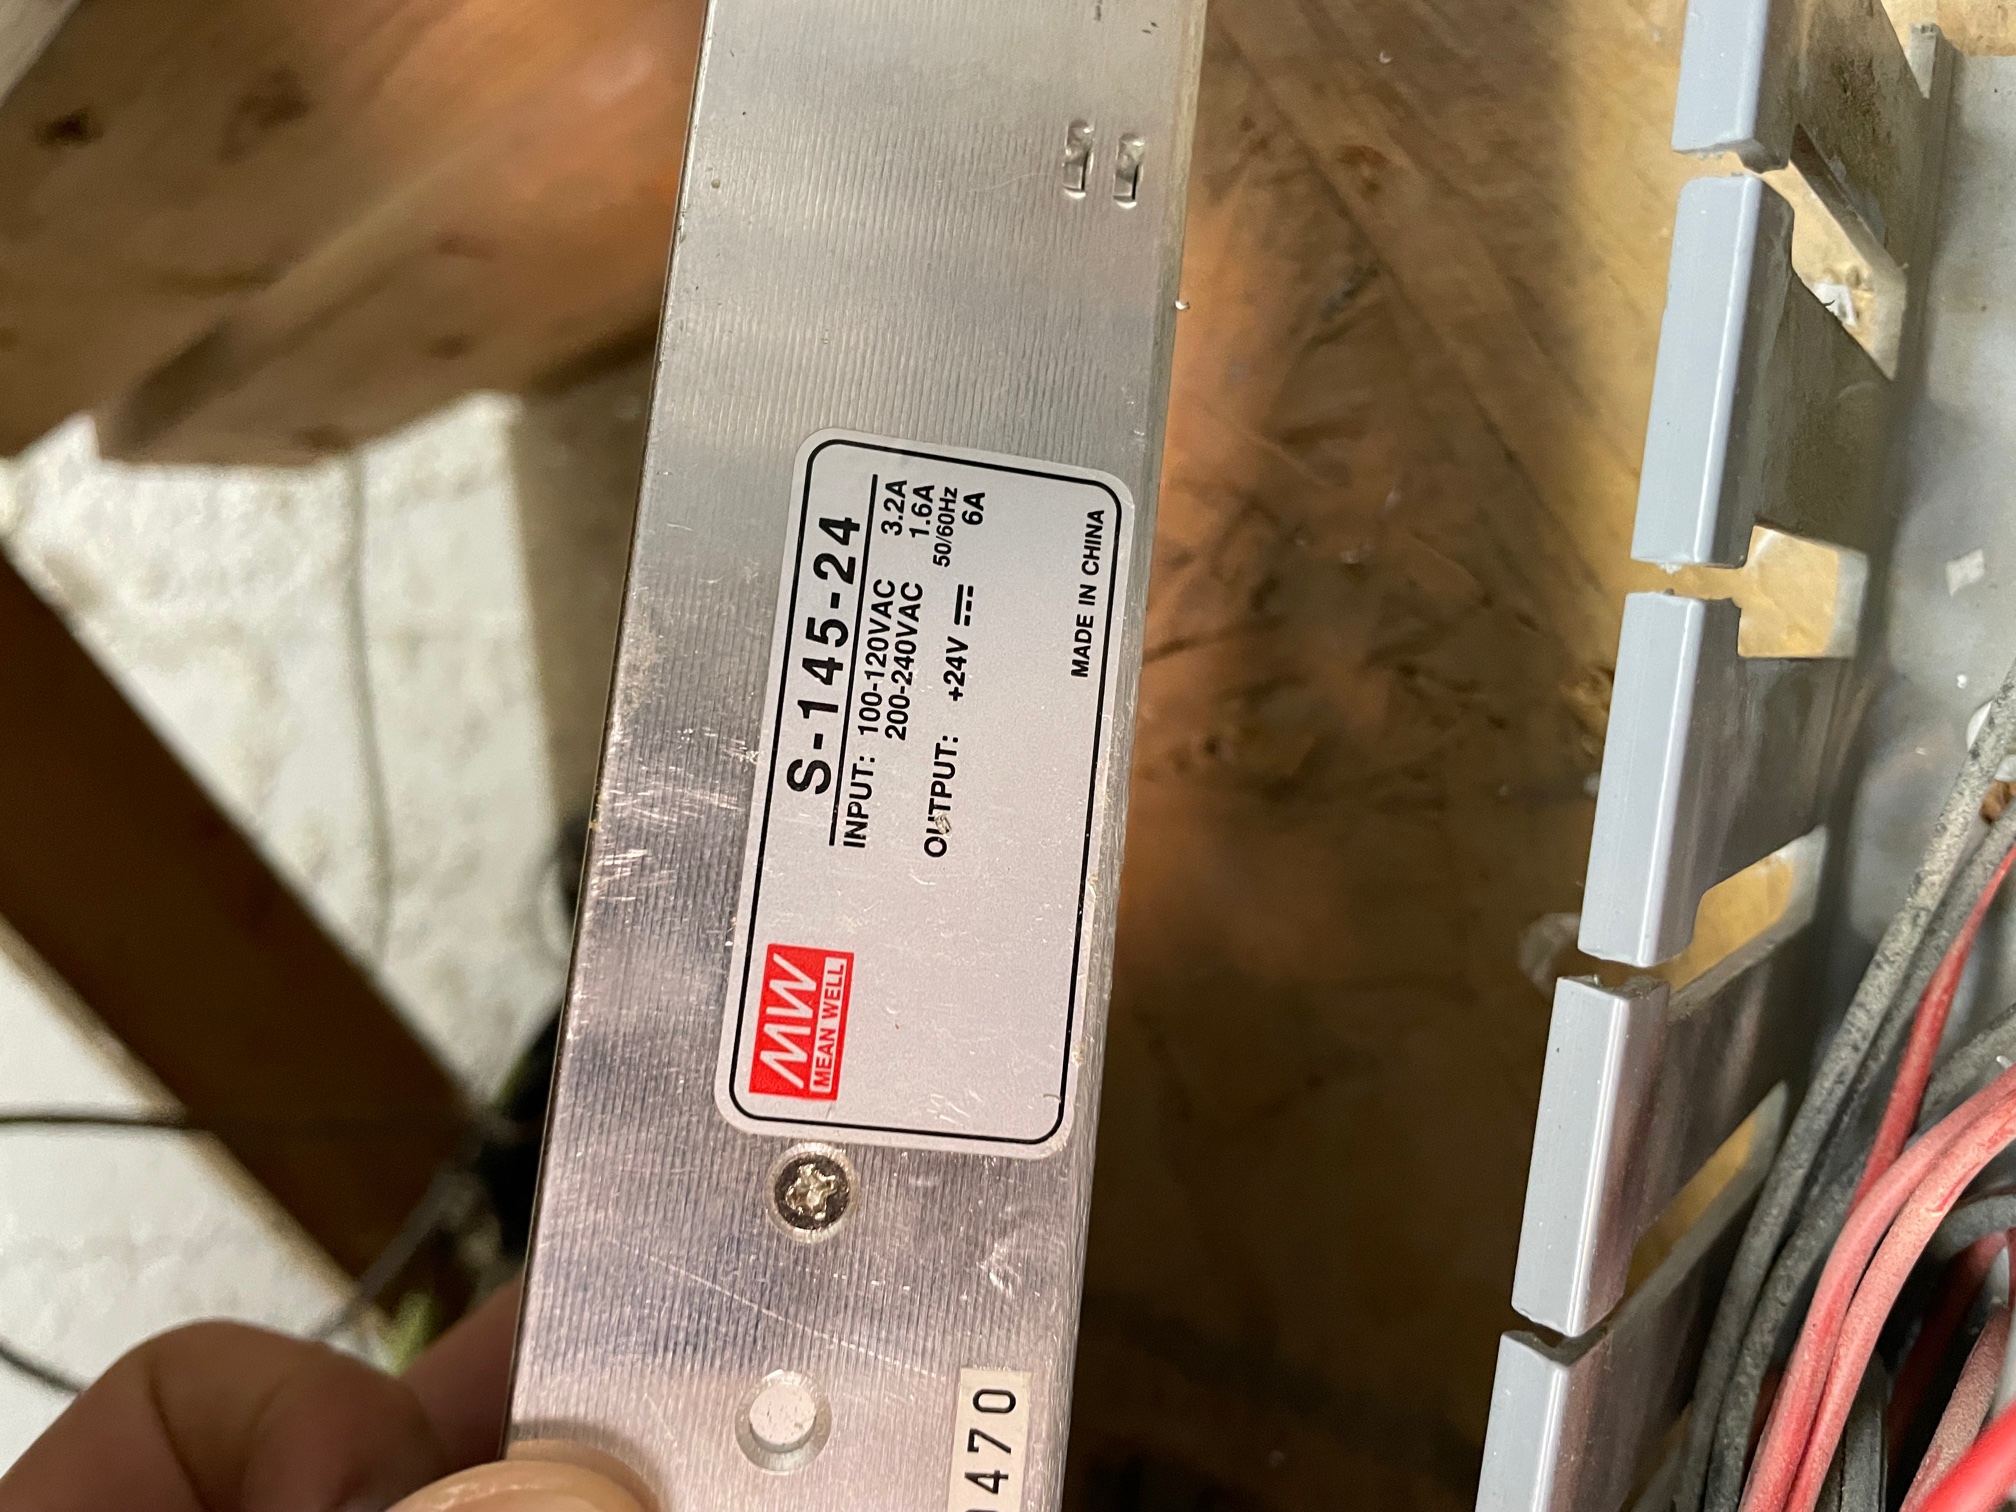 S-145-24
INPUT: 100-120VAC 3.2A
200-240VAC 1.6A
50/60Hz
OUTPUT: +24V ⎓ 6A
MADE IN CHINA
MW
MEAN WELL
470